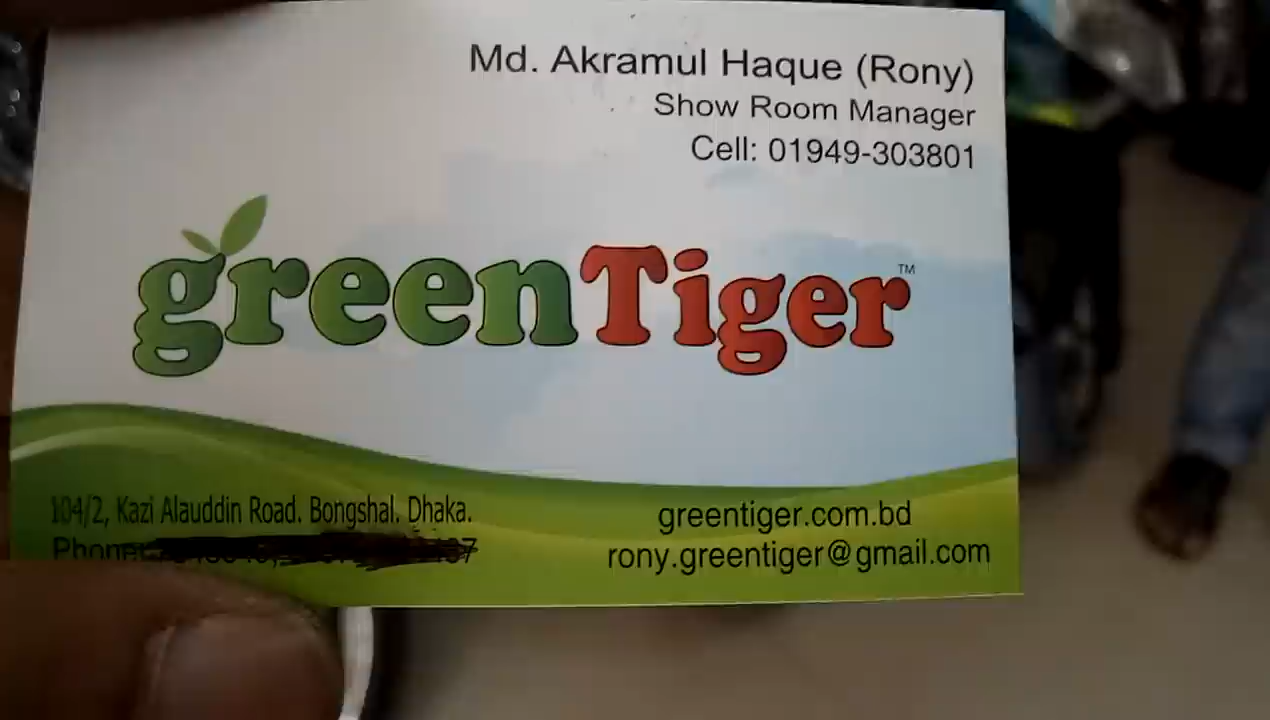 Md. Akramul Haque (Rony)
Show Room Manager
Cell: 01949-303801
greenTiger™
104/2, Kazi Alauddin Road. Bongshal. Dhaka.
Phone:
greentiger.com.bd
rony.greentiger@gmail.com